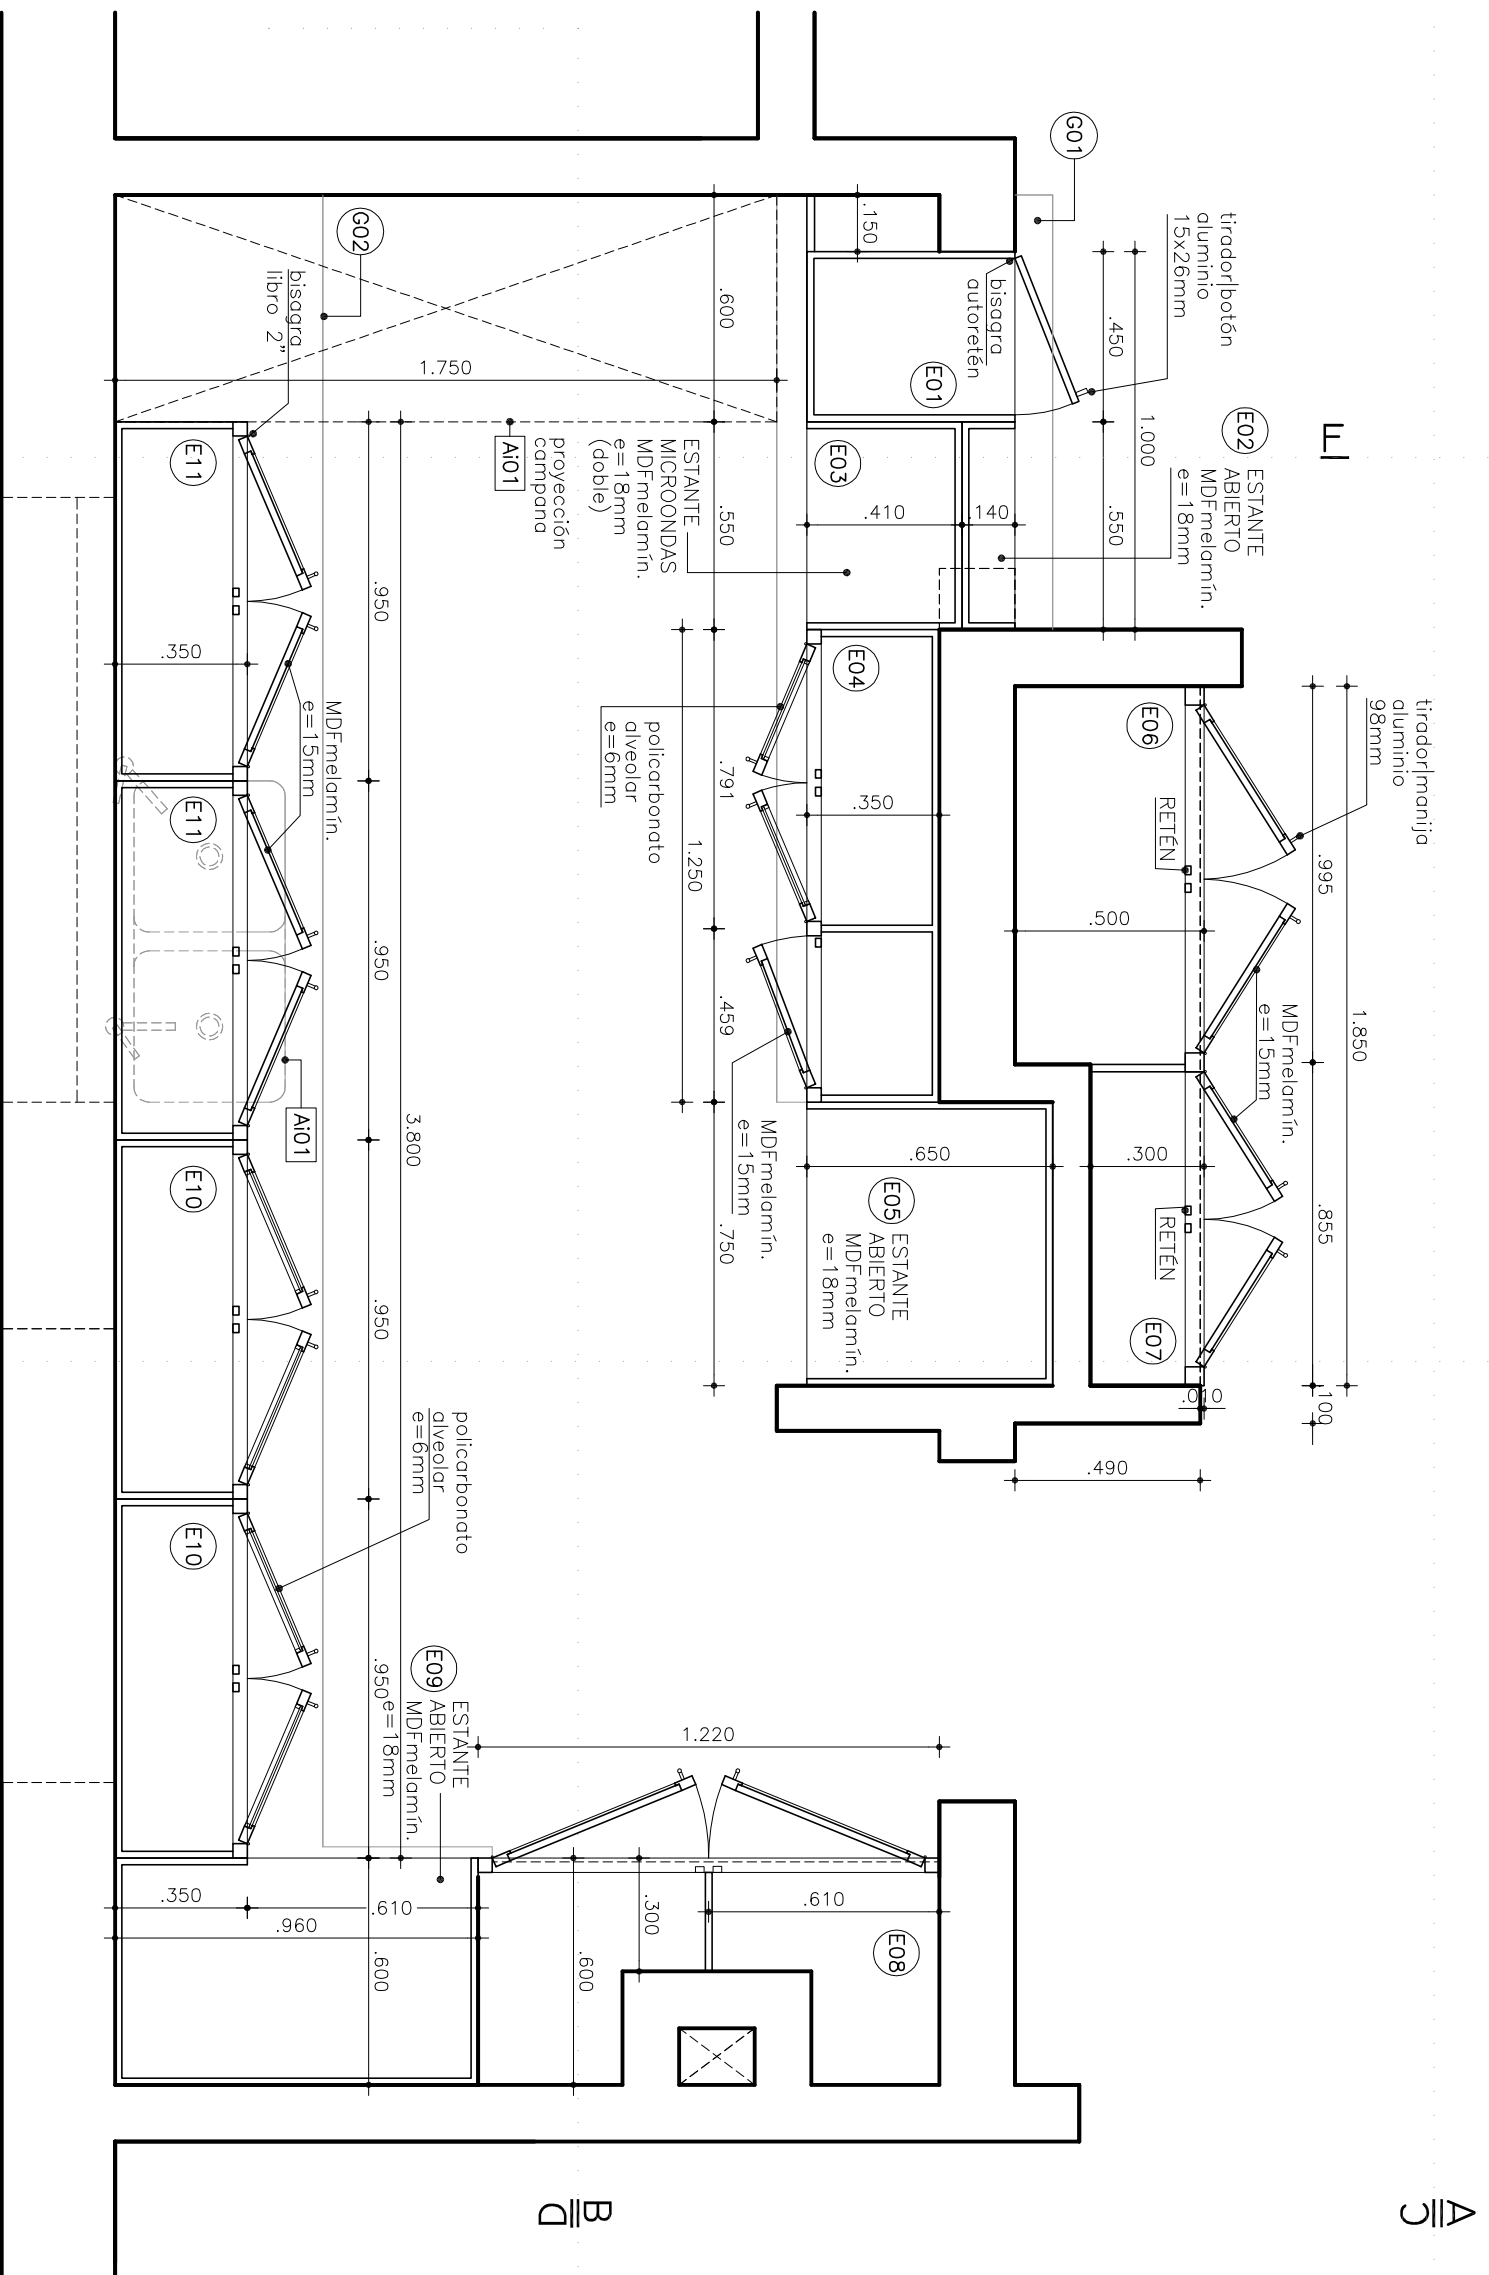 A
C
tirador|manija
aluminio
98mm
1.850
.995
.855
.100
MDFmelamín.
e=15mm
F
E02
ESTANTE
ABIERTO
MDFmelamín.
e=18mm
tirador|botón
aluminio
15x26mm
1.000
.450
.550
E06
RETÉN
.500
.300
RETÉN
E07
.010
.490
G01
bisagra
autoretén
E01
.140
.410
E03
.150
E04
.350
.650
E05
ESTANTE
ABIERTO
MDFmelamín.
e=18mm
E08
.610
MDFmelamín.
e=15mm
.600
.550
.791
.459
.750
1.250
ESTANTE
MICROONDAS
MDFmelamín.
e=18mm
(doble)
policarbonato
alveolar
e=6mm
1.220
.300
.600
B
D
proyección
campana
Ai01
1.750
policarbonato
alveolar
e=6mm
E09
ESTANTE
ABIERTO
MDFmelamín.
e=18mm
3.800
.950
.950
.950
.950
.600
G02
bisagra
libro 2"
MDFmelamín.
e=15mm
Ai01
.610
.960
.350
E11
.350
E11
E10
E10